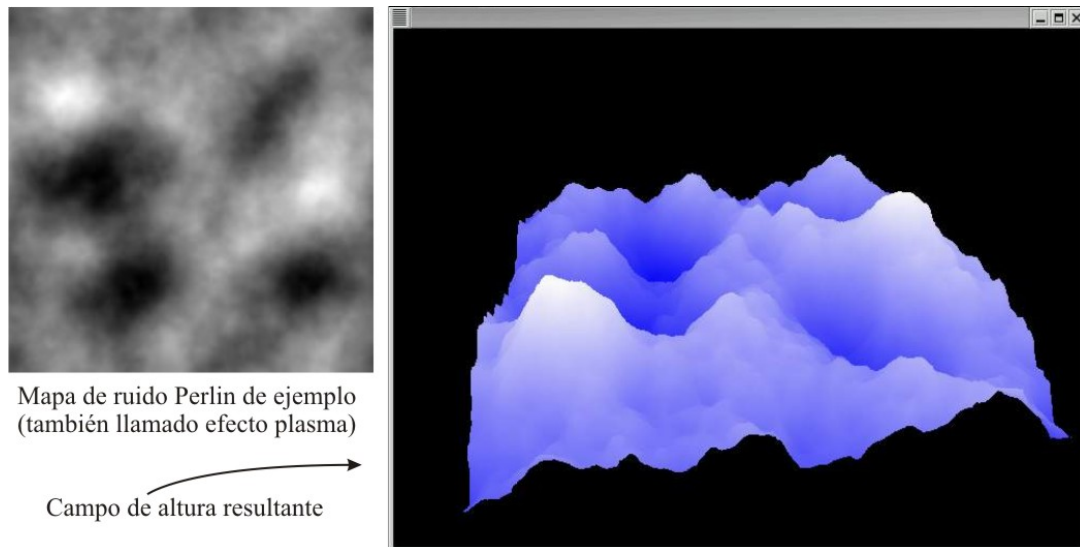 Mapa de ruido Perlin de ejemplo
(también llamado efecto plasma)
Campo de altura resultante